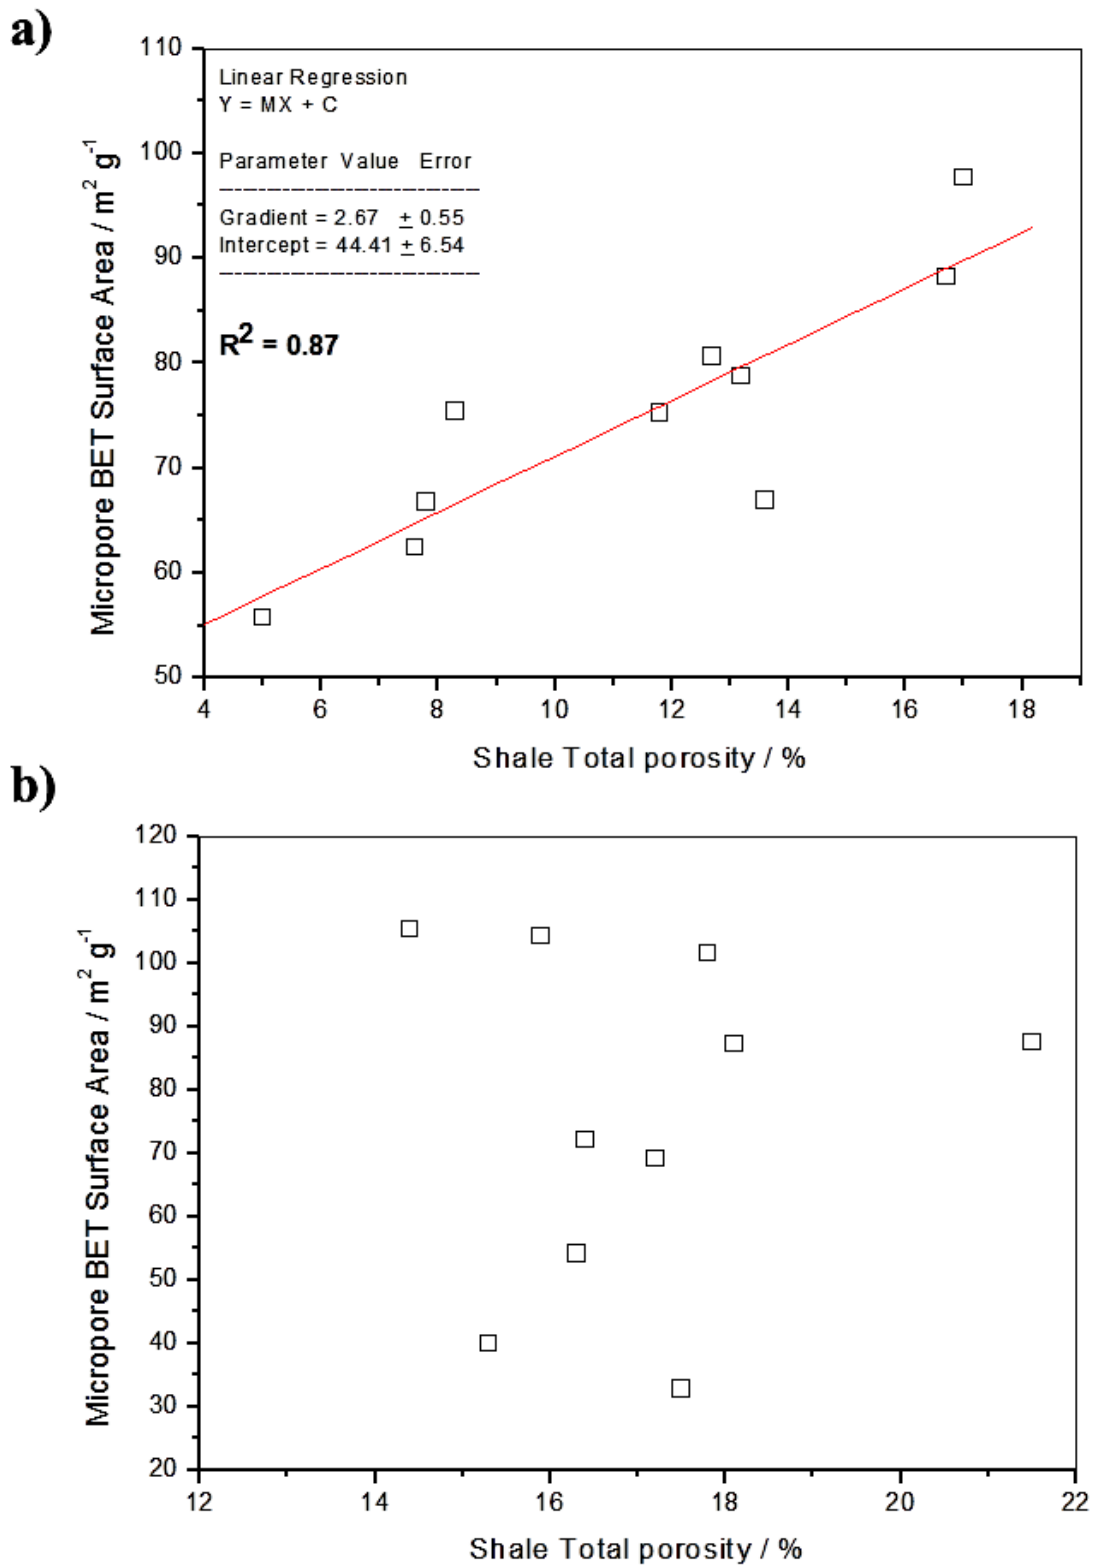 a)
110
100
90
80
70
60
50
Micropore BET Surface Area / m² g⁻¹
Linear Regression
Y = MX + C
Parameter Value Error
Gradient = 2.67 ± 0.55
Intercept = 44.41 ± 6.54
R² = 0.87
4 6 8 10 12 14 16 18
Shale Total porosity / %
b)
120
110
100
90
80
70
60
50
40
30
20
Micropore BET Surface Area / m² g⁻¹
12 14 16 18 20 22
Shale Total porosity / %